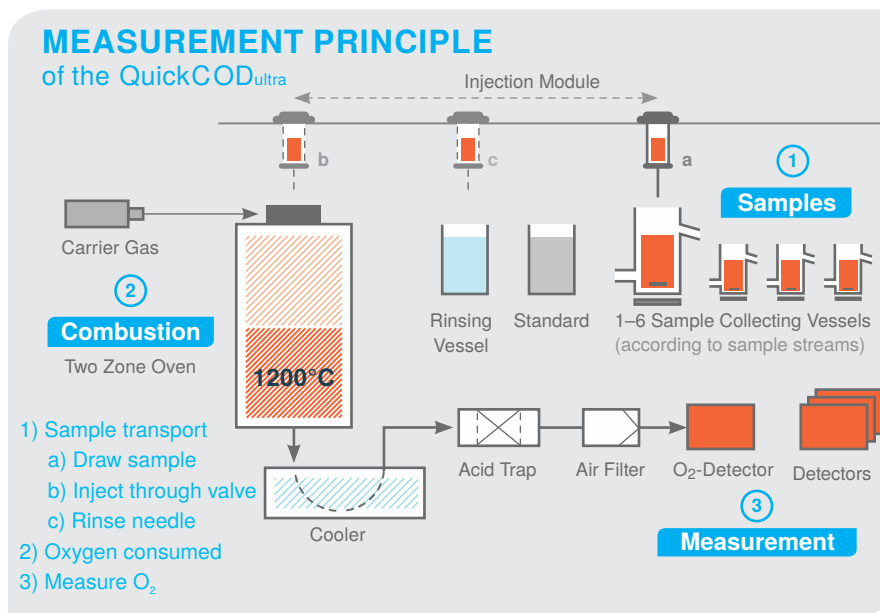 MEASUREMENT PRINCIPLE
of the QuickCODultra
Injection Module
b
c
a
1
Samples
Carrier Gas
2
Combustion
Two Zone Oven
1200°C
Rinsing
Vessel
Standard
1–6 Sample Collecting Vessels
(according to sample streams)
1) Sample transport
a) Draw sample
b) Inject through valve
c) Rinse needle
2) Oxygen consumed
3) Measure O₂
Cooler
Acid Trap
Air Filter
O₂-Detector
Detectors
3
Measurement